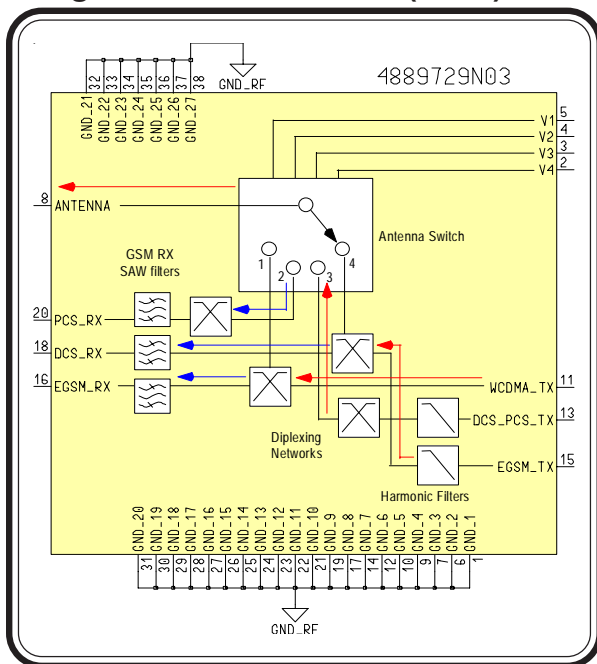 4889729N03
GND_RF
32
33
34
35
36
37
38
GND_21
GND_22
GND_23
GND_24
GND_25
GND_26
GND_27
V1 5
V2 4
V3 3
V4 2
8 ANTENNA
Antenna Switch
1
2
3
4
GSM RX
SAW filters
20 PCS_RX
18 DCS_RX
16 EGSM_RX
WCDMA_TX 11
DCS_PCS_TX 13
EGSM_TX 15
Diplexing
Networks
Harmonic Filters
GND_20
GND_19
GND_18
GND_17
GND_16
GND_15
GND_14
GND_13
GND_12
GND_11
GND_10
GND_9
GND_8
GND_7
GND_6
GND_5
GND_4
GND_3
GND_2
GND_1
31
30
29
28
27
26
25
24
23
22
21
19
17
14
12
10
9
7
6
1
GND_RF